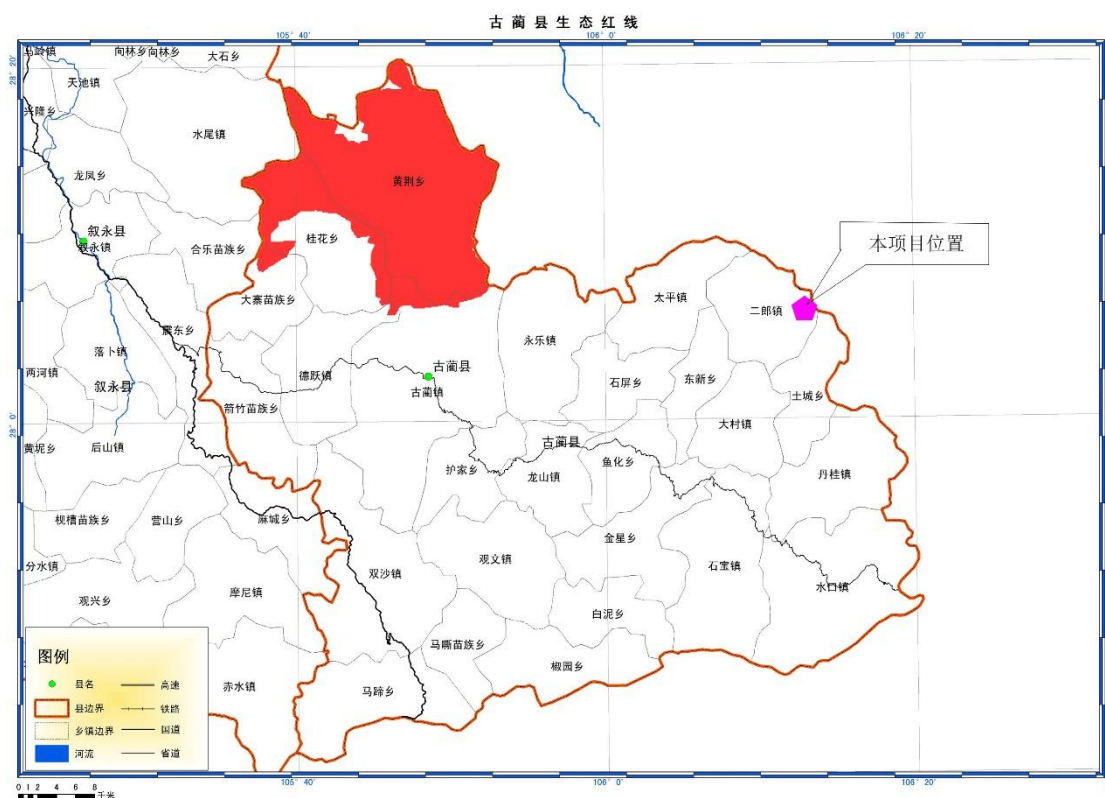 古蔺县生态红线
105° 40′
106° 0′
106° 20′
28° 20′
28° 0′
马岭镇
向林乡
向林乡
大石乡
天池镇
兴隆乡
水尾镇
龙凤乡
黄荆乡
叙永县
叙永镇
合乐苗族乡
桂花乡
本项目位置
大寨苗族乡
太平镇
二郎镇
震东乡
落卜镇
永乐镇
两河镇
叙永县
德跃镇
古蔺县
古蔺镇
石屏乡
东新乡
土城乡
箭竹苗族乡
大村镇
黄坭乡
后山镇
护家乡
古蔺县
龙山镇
鱼化乡
丹桂镇
枧槽苗族乡
营山乡
麻城乡
金星乡
分水镇
双沙镇
观文镇
石宝镇
水口镇
观兴乡
摩尼镇
白泥乡
马嘶苗族乡
椒园乡
赤水镇
马蹄乡
图例
县名
高速
县边界
铁路
乡镇边界
国道
河流
省道
28° 20′
28° 0′
105° 40′
106° 0′
106° 20′
0 1 2 4 6 8
千米